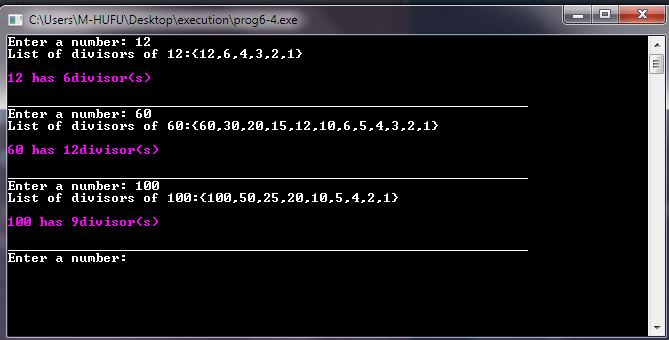 C:\Users\M-HUFU\Desktop\execution\prog6-4.exe
Enter a number: 12
List of divisors of 12:{12,6,4,3,2,1}
12 has 6divisor(s)
Enter a number: 60
List of divisors of 60:{60,30,20,15,12,10,6,5,4,3,2,1}
60 has 12divisor(s)
Enter a number: 100
List of divisors of 100:{100,50,25,20,10,5,4,2,1}
100 has 9divisor(s)
Enter a number: